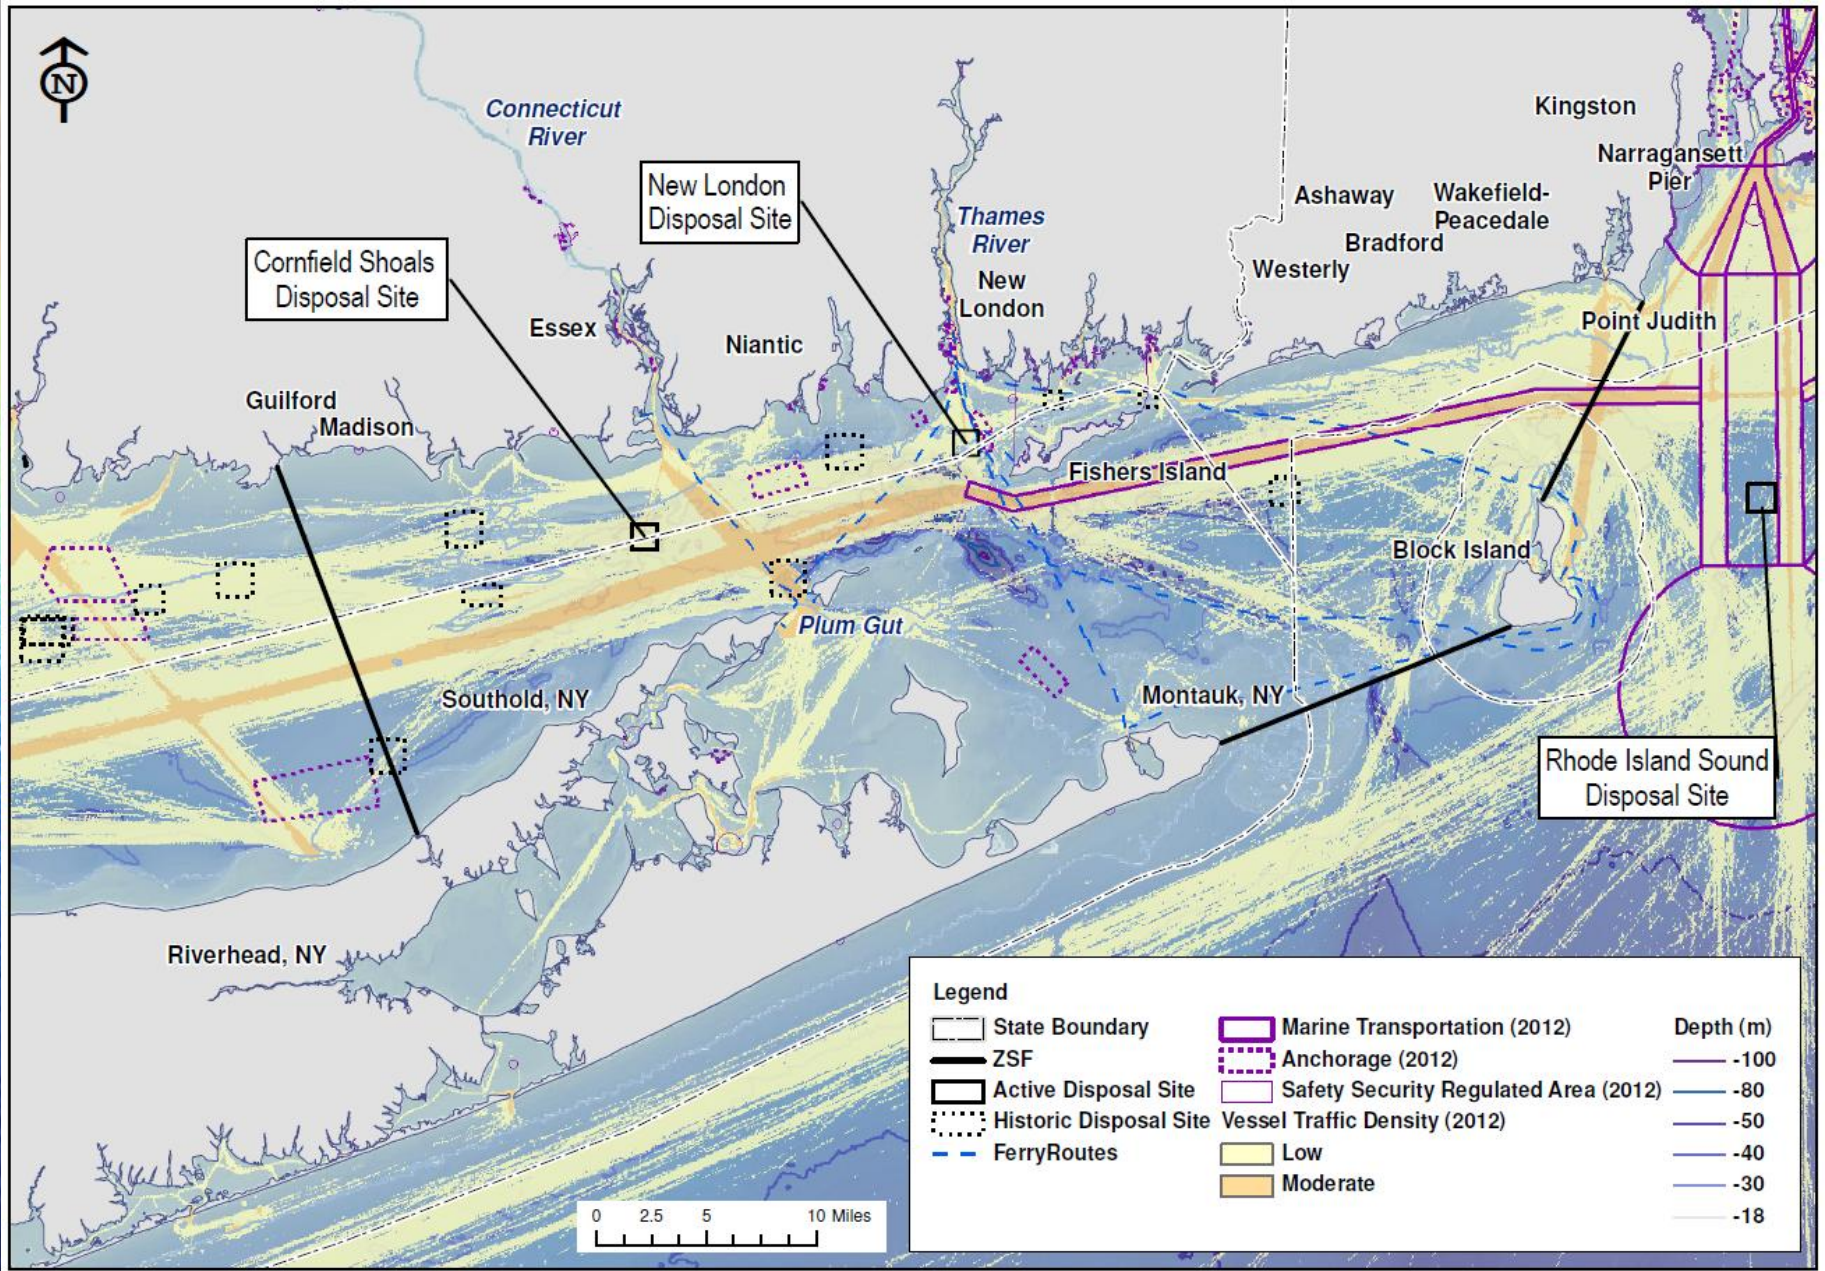 N
Connecticut
River
Kingston
Narragansett
Pier
New London
Disposal Site
Ashaway
Wakefield-
Peacedale
Thames
River
Bradford
Cornfield Shoals
Disposal Site
Westerly
New
London
Essex
Niantic
Point Judith
Guilford
Madison
Fishers Island
Block Island
Plum Gut
Southold, NY
Montauk, NY
Rhode Island Sound
Disposal Site
Riverhead, NY
Legend
State Boundary
ZSF
Active Disposal Site
Historic Disposal Site
FerryRoutes
Marine Transportation (2012)
Anchorage (2012)
Safety Security Regulated Area (2012)
Vessel Traffic Density (2012)
Low
Moderate
Depth (m)
-100
-80
-50
-40
-30
-18
0 2.5 5 10 Miles